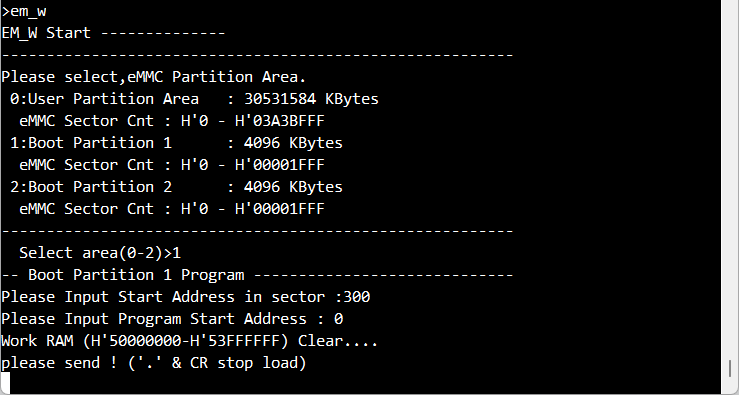 >em_w
EM_W Start --------------
---------------------------------------------------------
Please select,eMMC Partition Area.
 0:User Partition Area   : 30531584 KBytes
  eMMC Sector Cnt : H'0 - H'03A3BFFF
 1:Boot Partition 1      : 4096 KBytes
  eMMC Sector Cnt : H'0 - H'00001FFF
 2:Boot Partition 2      : 4096 KBytes
  eMMC Sector Cnt : H'0 - H'00001FFF
---------------------------------------------------------
  Select area(0-2)>1
-- Boot Partition 1 Program -----------------------------
Please Input Start Address in sector :300
Please Input Program Start Address : 0
Work RAM (H'50000000-H'53FFFFFF) Clear....
please send ! ('.' & CR stop load)